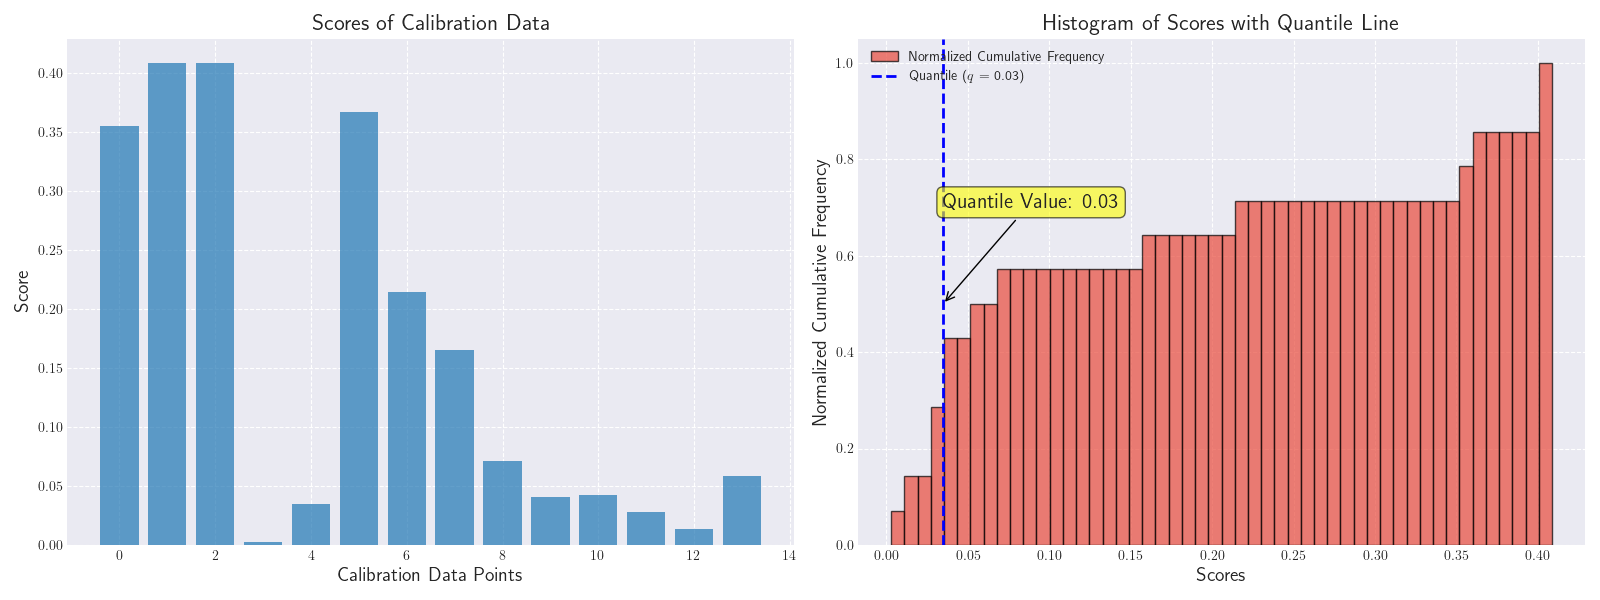 Scores of Calibration Data
Score
0.40
0.35
0.30
0.25
0.20
0.15
0.10
0.05
0.00
0 2 4 6 8 10 12 14
Calibration Data Points
Histogram of Scores with Quantile Line
Normalized Cumulative Frequency
Quantile (q = 0.03)
Quantile Value: 0.03
Normalized Cumulative Frequency
1.0
0.8
0.6
0.4
0.2
0.0
0.00 0.05 0.10 0.15 0.20 0.25 0.30 0.35 0.40
Scores